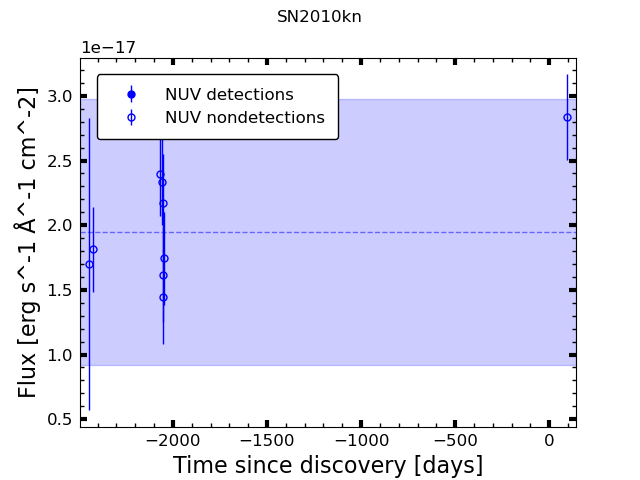 SN2010kn
1e−17
NUV detections
NUV nondetections
3.0
2.5
2.0
1.5
1.0
0.5
Flux [erg s^-1 Å^-1 cm^-2]
−2000
−1500
−1000
−500
0
Time since discovery [days]